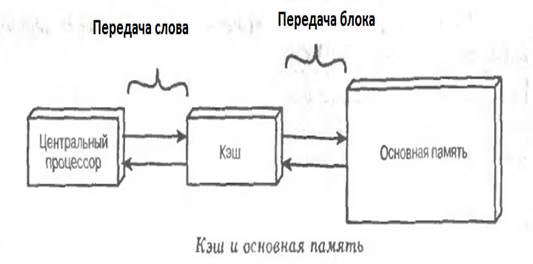 Передача слова
Передача блока
Центральный
процессор
Кэш
Основная память
Кэш и основная память